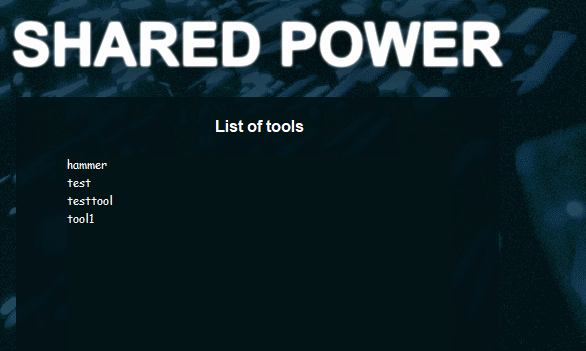 SHARED POWER
List of tools
hammer
test
testtool
tool1